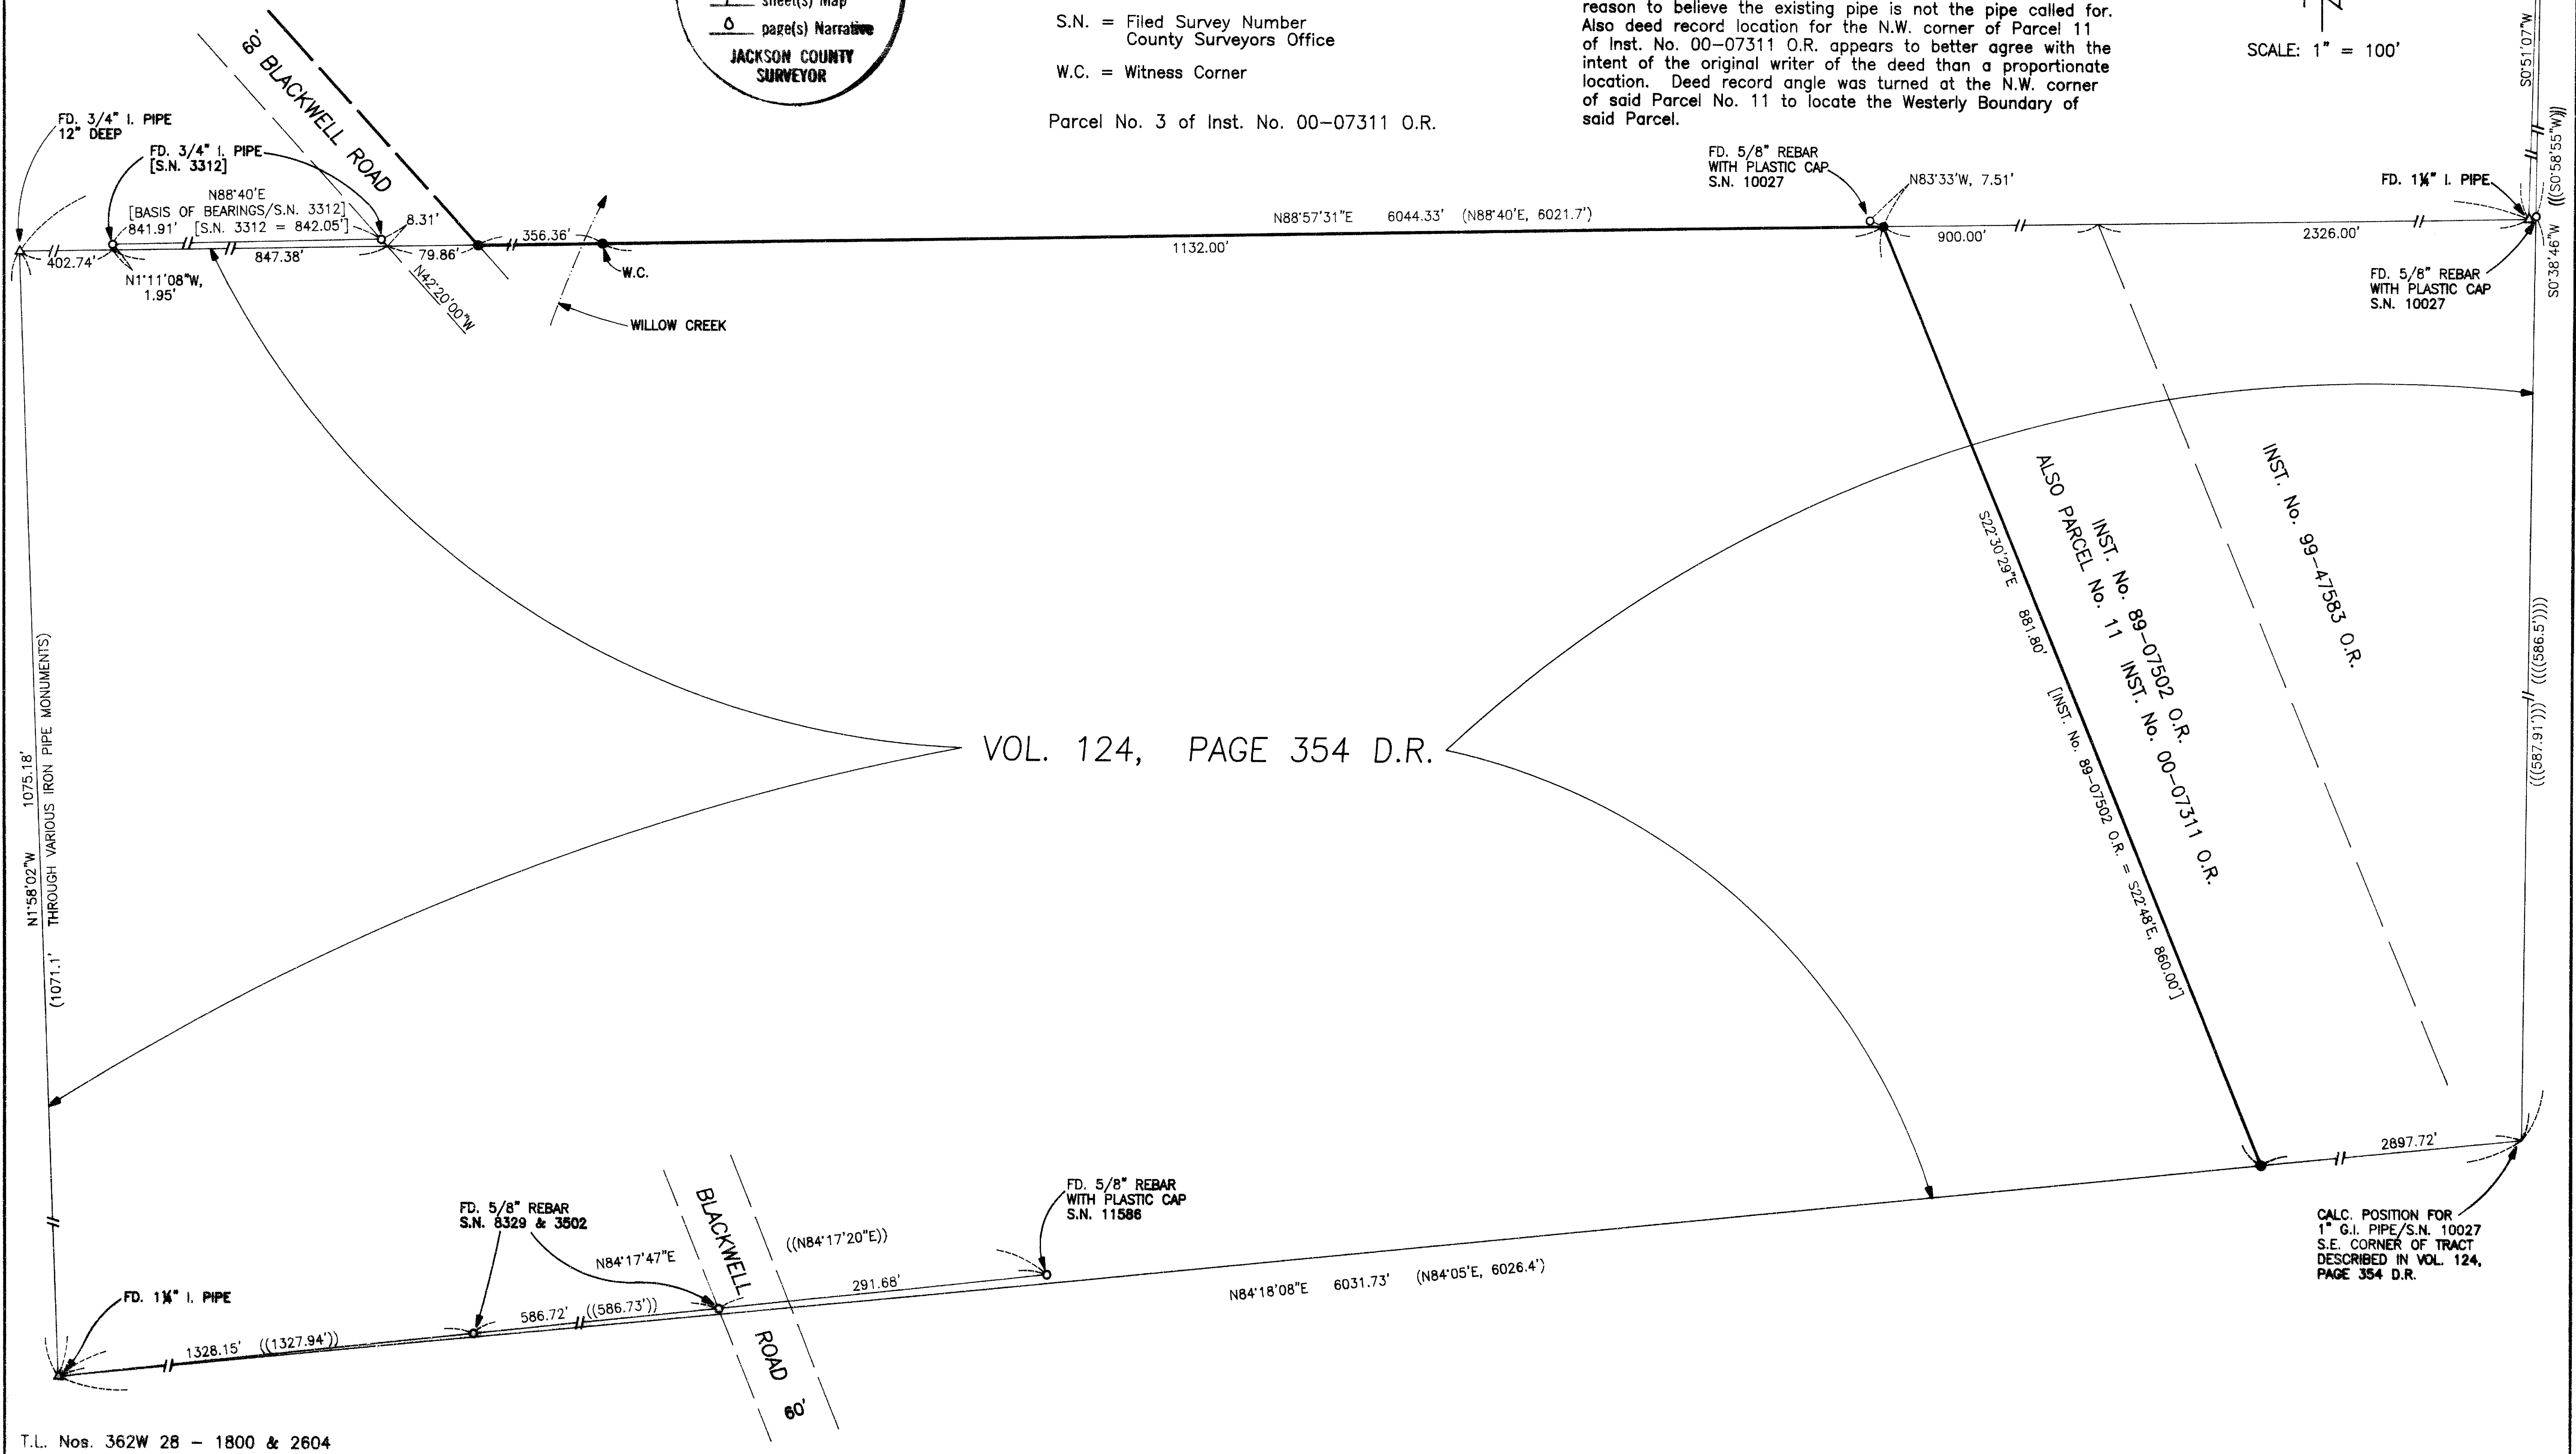 sheet(s) Map
0 page(s) Narrative
JACKSON COUNTY
SURVEYOR
S.N. = Filed Survey Number
County Surveyors Office
W.C. = Witness Corner
Parcel No. 3 of Inst. No. 00-07311 O.R.
reason to believe the existing pipe is not the pipe called for.
Also deed record location for the N.W. corner of Parcel 11
of Inst. No. 00-07311 O.R. appears to better agree with the
intent of the original writer of the deed than a proportionate
location. Deed record angle was turned at the N.W. corner
of said Parcel No. 11 to locate the Westerly Boundary of
said Parcel.
SCALE: 1" = 100'
S0°51'07"W
((S0°58'55"W))
60' BLACKWELL ROAD
FD. 3/4" I. PIPE
12" DEEP
FD. 3/4" I. PIPE
[S.N. 3312]
N88°40'E
[BASIS OF BEARINGS/S.N. 3312]
841.91' [S.N. 3312 = 842.05']
8.31'
402.74'
847.38'
79.86'
356.36'
N1°11'08"W,
1.95'
N42°20'00"W
W.C.
WILLOW CREEK
N88°57'31"E 6044.33' (N88°40'E, 6021.7')
1132.00'
FD. 5/8" REBAR
WITH PLASTIC CAP
S.N. 10027
N83°33'W, 7.51'
900.00'
2326.00'
FD. 1¼" I. PIPE
FD. 5/8" REBAR
WITH PLASTIC CAP
S.N. 10027
S0°38'46"W
(((587.91'))) ((((586.5'))))
INST. No. 99-47583 O.R.
INST. No. 89-07502 O.R.
ALSO PARCEL No. 11 INST. No. 00-07311 O.R.
S22°30'29"E 881.80'
[INST. No. 89-07502 O.R. = S22°48'E, 860.00']
VOL. 124, PAGE 354 D.R.
N1°58'02"W 1075.18'
(1071.1' THROUGH VARIOUS IRON PIPE MONUMENTS)
2897.72'
CALC. POSITION FOR
1" G.I. PIPE/S.N. 10027
S.E. CORNER OF TRACT
DESCRIBED IN VOL. 124,
PAGE 354 D.R.
FD. 5/8" REBAR
WITH PLASTIC CAP
S.N. 11586
FD. 5/8" REBAR
S.N. 8329 & 3502
BLACKWELL
ROAD 60'
N84°17'47"E
((N84°17'20"E))
291.68'
586.72' ((586.73'))
N84°18'08"E 6031.73' (N84°05'E, 6026.4')
FD. 1¼" I. PIPE
1328.15' ((1327.94'))
T.L. Nos. 362W 28 - 1800 & 2604